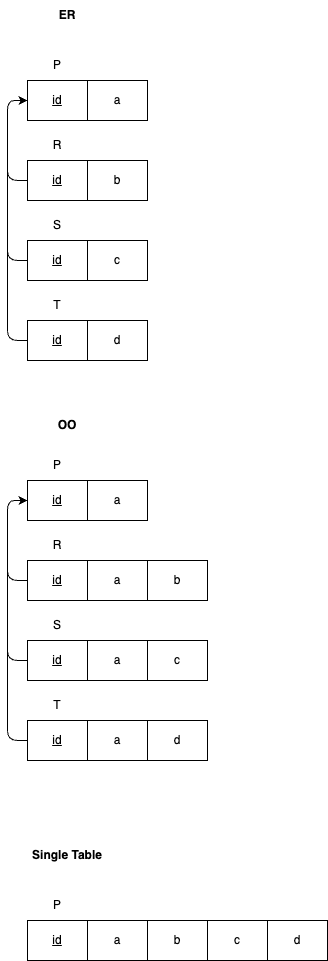 ER
P
id a
R
id b
S
id c
T
id d
OO
P
id a
R
id a b
S
id a c
T
id a d
Single Table
P
id a b c d